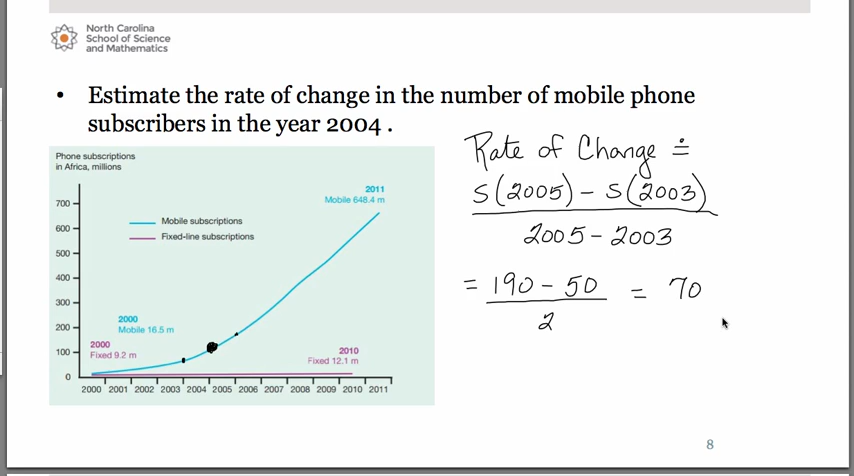 North Carolina
School of Science
and Mathematics
• Estimate the rate of change in the number of mobile phone
subscribers in the year 2004 .
Phone subscriptions
in Africa, millions
700
600
500
400
300
200
100
0
Mobile subscriptions
Fixed-line subscriptions
2011
Mobile 648.4 m
2000
Mobile 16.5 m
2000
Fixed 9.2 m
2010
Fixed 12.1 m
2000 2001 2002 2003 2004 2005 2006 2007 2008 2009 2010 2011
Rate of Change ≐
S(2005) - S(2003)
2005 - 2003
= 190 - 50 = 70
2
8